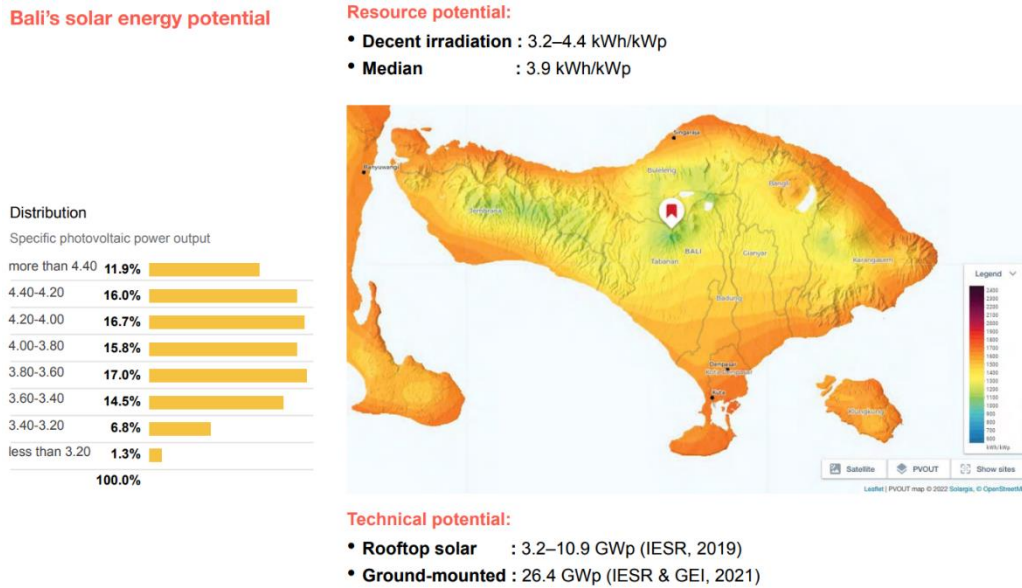 Bali's solar energy potential
Resource potential:
• Decent irradiation : 3.2–4.4 kWh/kWp
• Median : 3.9 kWh/kWp
Distribution
Specific photovoltaic power output
more than 4.40 11.9%
4.40-4.20 16.0%
4.20-4.00 16.7%
4.00-3.80 15.8%
3.80-3.60 17.0%
3.60-3.40 14.5%
3.40-3.20 6.8%
less than 3.20 1.3%
100.0%
Singaraja
Banyuwangi
Buleleng
Bangli
Jembrana
BALI
Tabanan
Gianyar
Karangasem
Badung
Denpasar
Kuta
Klungkung
Legend
2400
2300
2200
2100
2000
1900
1800
1700
1600
1500
1400
1300
1200
1100
1000
900
800
700
600
kWh/kWp
Satellite
PVOUT
Show sites
Leaflet | PVOUT map © 2022 Solargis, © OpenStreetM
Technical potential:
• Rooftop solar : 3.2–10.9 GWp (IESR, 2019)
• Ground-mounted : 26.4 GWp (IESR & GEI, 2021)